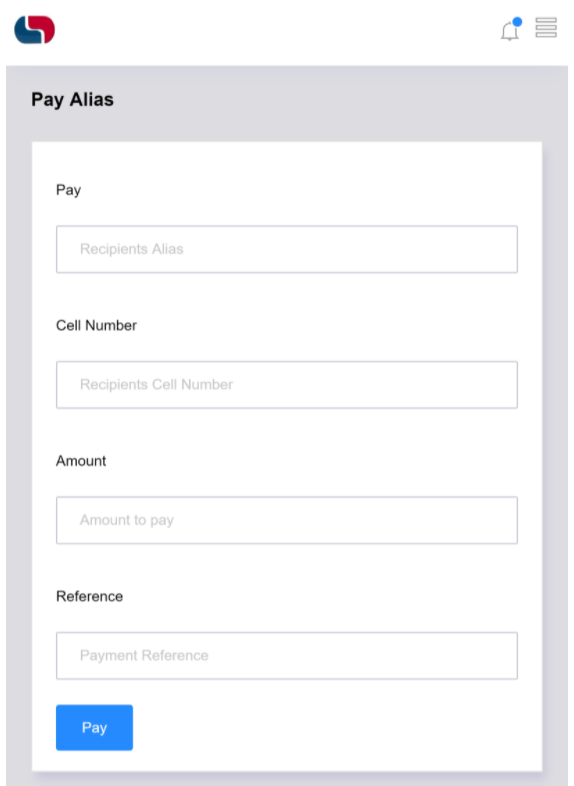 Pay Alias
Pay
Recipients Alias
Cell Number
Recipients Cell Number
Amount
Amount to pay
Reference
Payment Reference
Pay